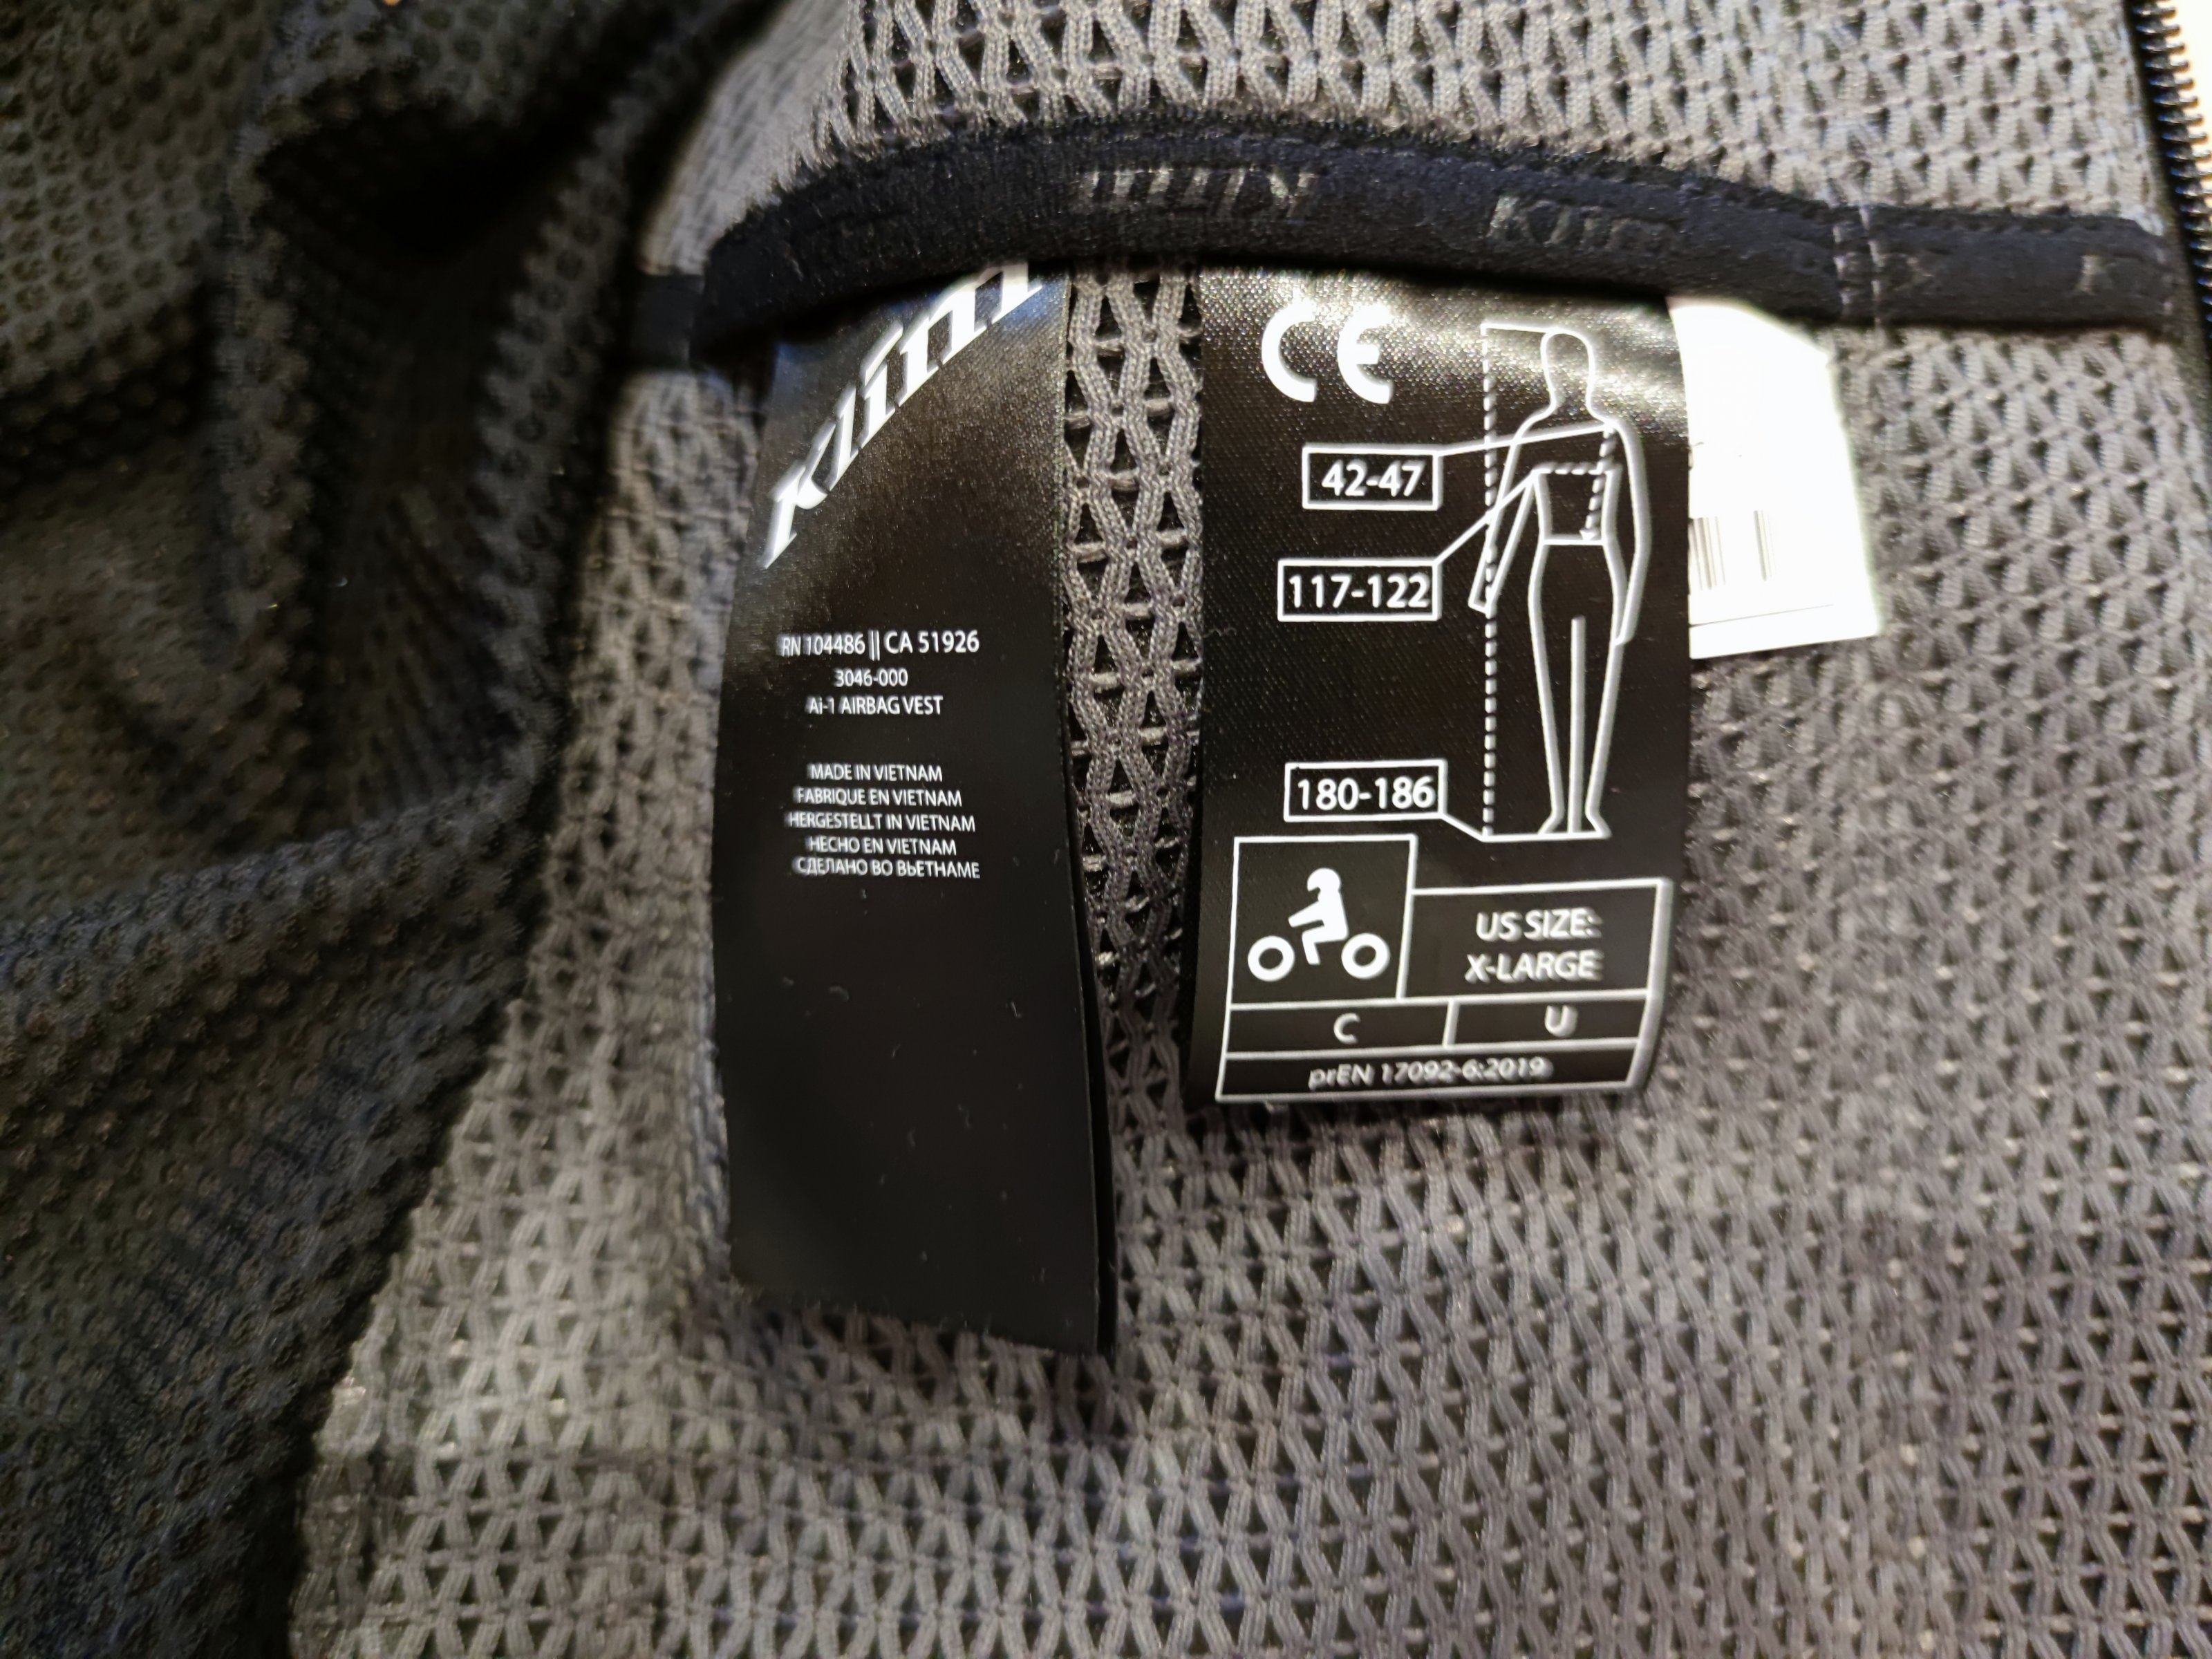 Klim
Klim
K
Klim
RN 104486 || CA 51926
3046-000
Ai-1 AIRBAG VEST
MADE IN VIETNAM
FABRIQUE EN VIETNAM
HERGESTELLT IN VIETNAM
HECHO EN VIETNAM
СДЕЛАНО ВО ВЬЕТНАМЕ
CE
42-47
117-122
180-186
US SIZE:
X-LARGE
C
U
prEN 17092-6:2019